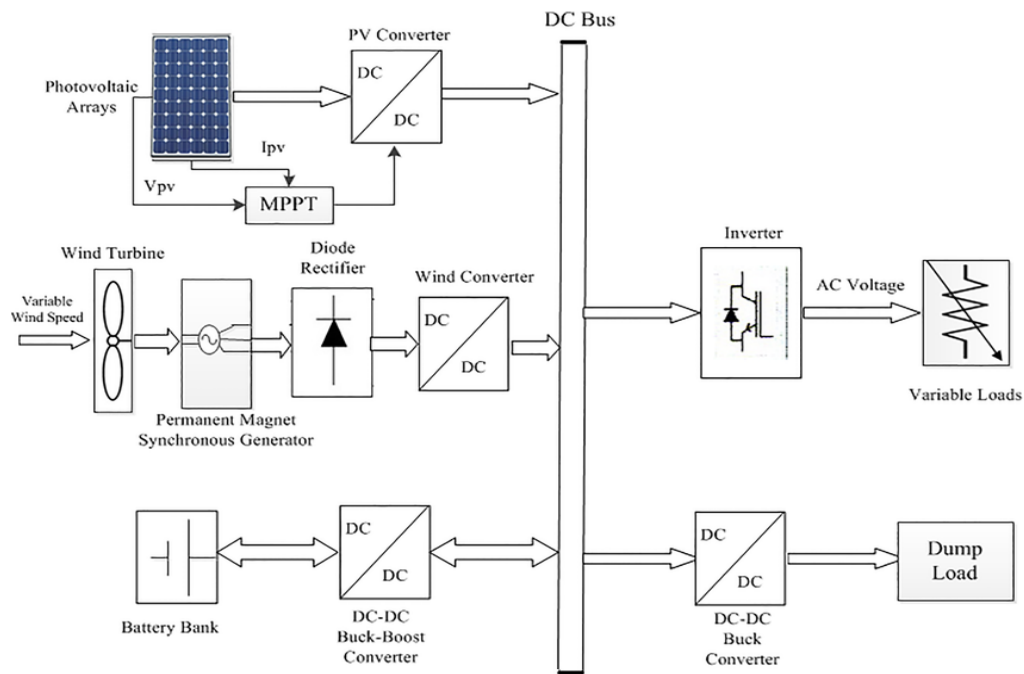 DC Bus
PV Converter
DC
DC
Photovoltaic
Arrays
Ipv
Vpv
MPPT
Wind Turbine
Variable
Wind Speed
Diode
Rectifier
Wind Converter
DC
DC
Permanent Magnet
Synchronous Generator
Inverter
AC Voltage
Variable Loads
DC
DC
Battery Bank
DC-DC
Buck-Boost
Converter
DC
DC
DC-DC
Buck
Converter
Dump
Load